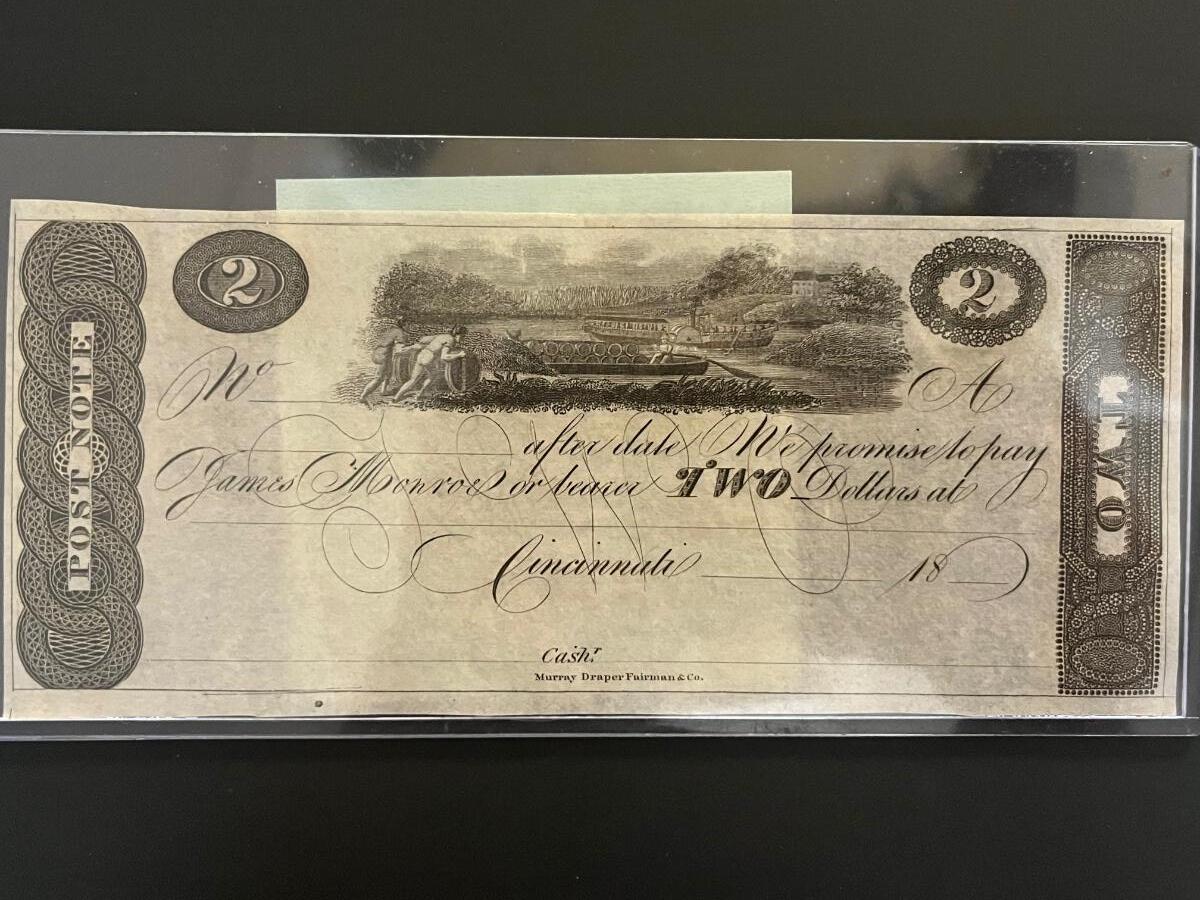 POST NOTE
2
2
TWO
No
A
after date We promise to pay
James Monroe or bearer TWO Dollars at
TWO
Cincinnati 18
Cashr
Murray Draper Fairman & Co.